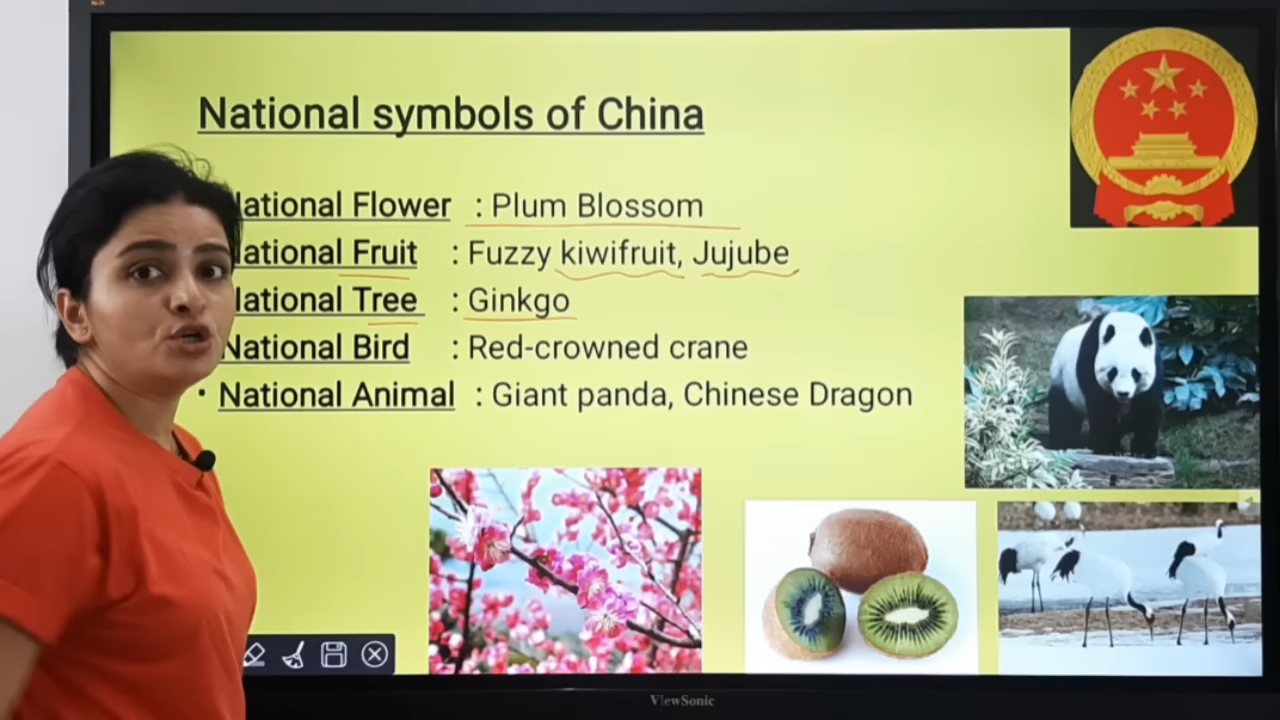 National symbols of China
National Flower : Plum Blossom
National Fruit : Fuzzy kiwifruit, Jujube
National Tree : Ginkgo
National Bird : Red-crowned crane
• National Animal : Giant panda, Chinese Dragon
ViewSonic